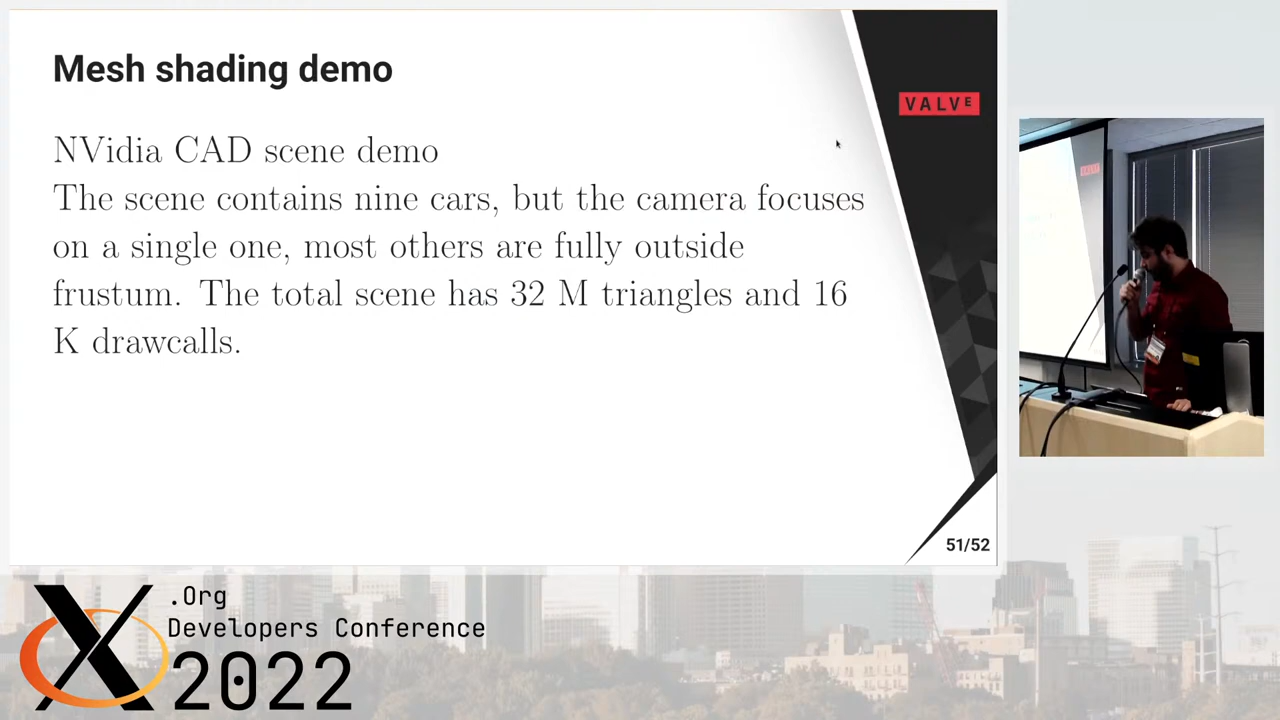 Mesh shading demo
VALVE
NVidia CAD scene demo
The scene contains nine cars, but the camera focuses
on a single one, most others are fully outside
frustum. The total scene has 32 M triangles and 16
K drawcalls.
51/52
X .Org
Developers Conference
2022